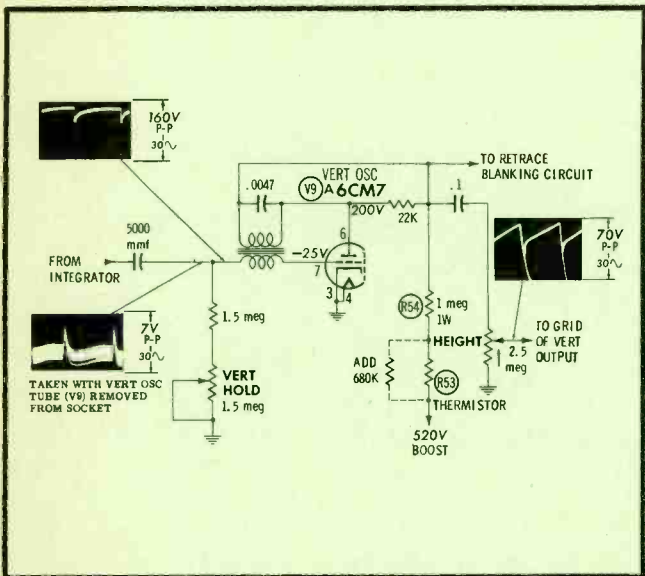 160V
P-P
30~
VERT OSC
V9 A 6CM7
200V
TO RETRACE
BLANKING CIRCUIT
.0047
22K
.1
6
5000
mmf
-25V
7
3 4
70V
P-P
30~
FROM
INTEGRATOR
1 meg
1W
R54
1.5 meg
7V
P-P
30~
HEIGHT
TO GRID
OF VERT
OUTPUT
2.5
meg
ADD
680K
R53
THERMISTOR
VERT
HOLD
1.5 meg
TAKEN WITH VERT OSC
TUBE (V9) REMOVED
FROM SOCKET
520V
BOOST